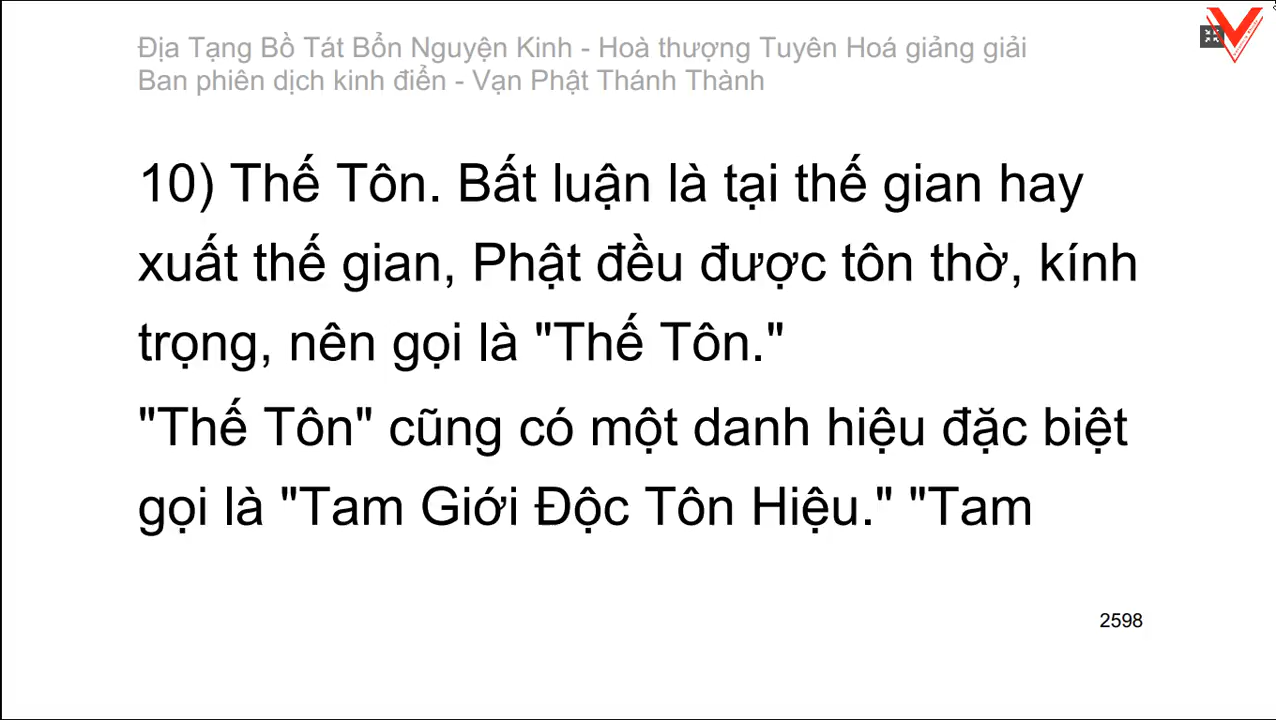 Địa Tạng Bồ Tát Bổn Nguyện Kinh - Hoà thượng Tuyên Hoá giảng giải
Ban phiên dịch kinh điển - Vạn Phật Thánh Thành
10) Thế Tôn. Bất luận là tại thế gian hay
xuất thế gian, Phật đều được tôn thờ, kính
trọng, nên gọi là "Thế Tôn."
"Thế Tôn" cũng có một danh hiệu đặc biệt
gọi là "Tam Giới Độc Tôn Hiệu." "Tam
2598